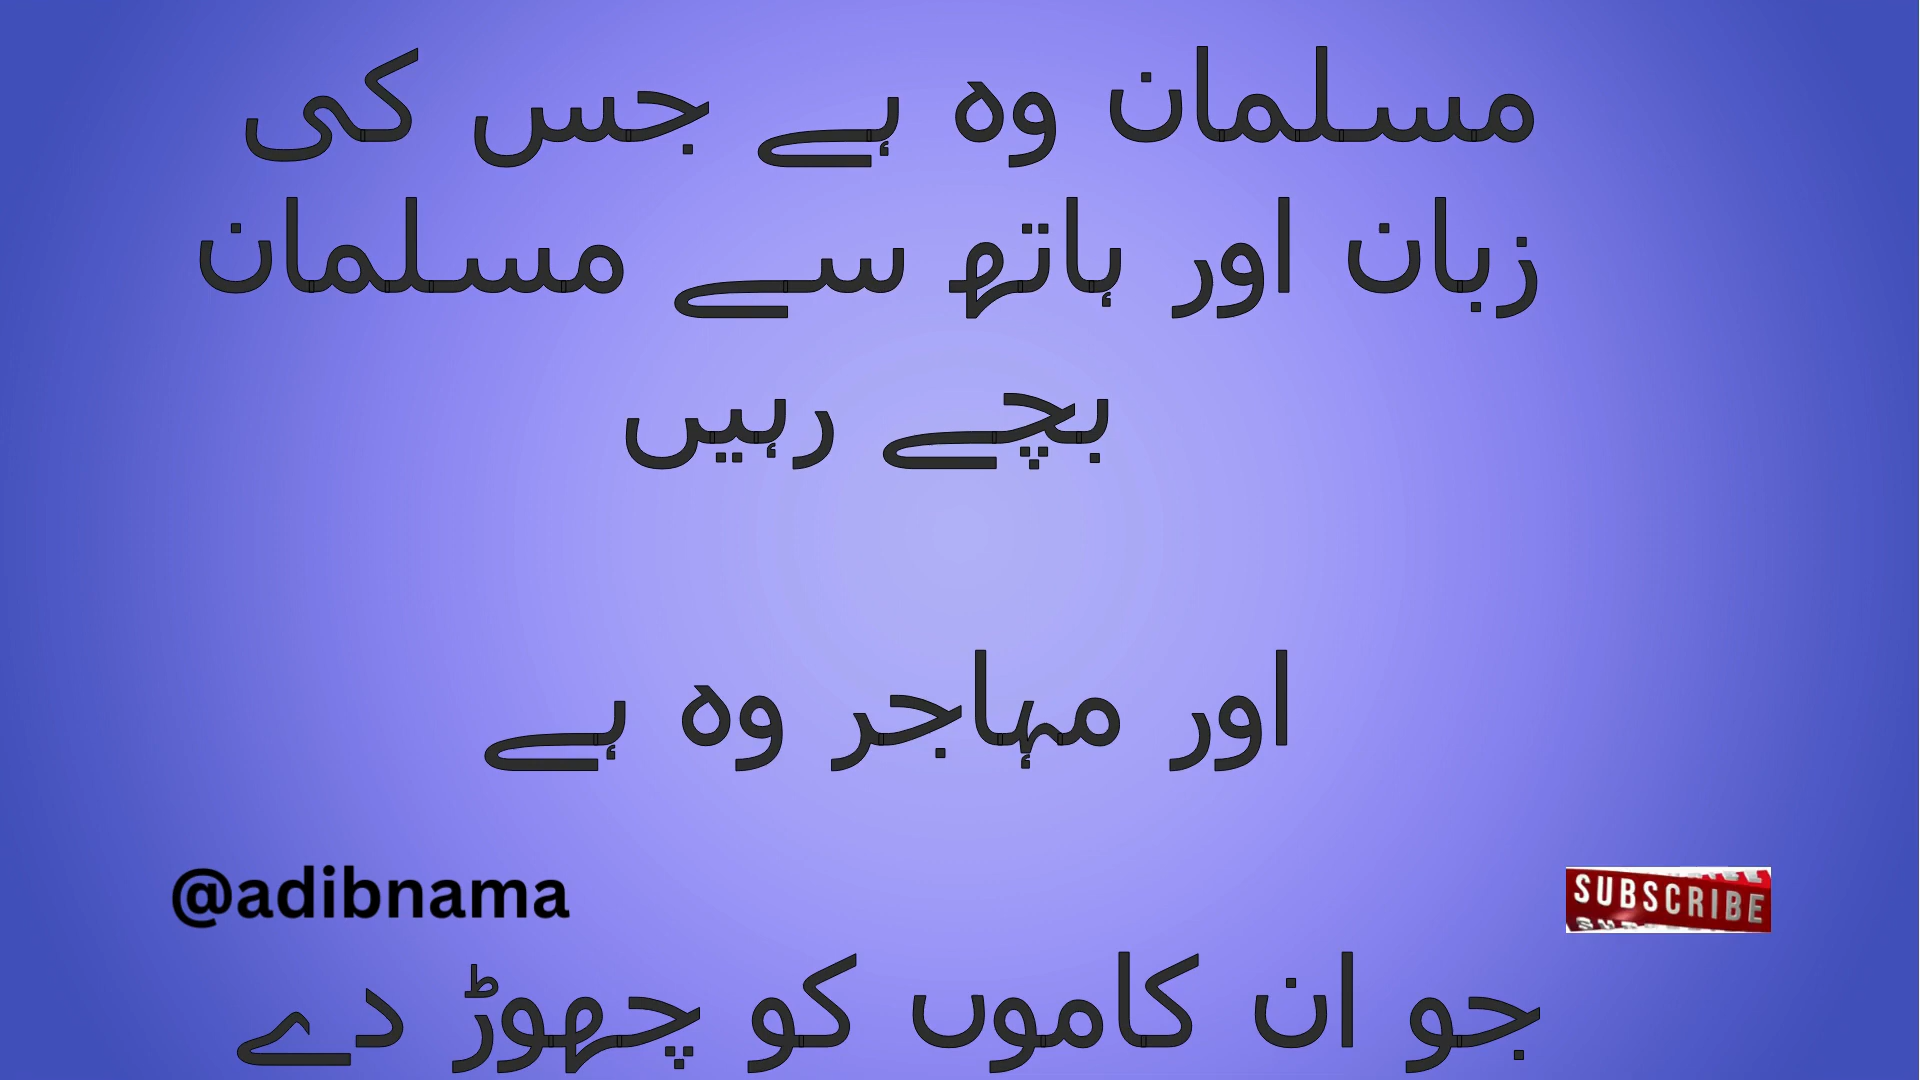 مسلمان وہ ہے جس کی
زبان اور ہاتھ سے مسلمان
بچے رہیں
اور مہاجر وہ ہے
@adibnama
SUBSCRIBE
جو ان کاموں کو چھوڑ دے